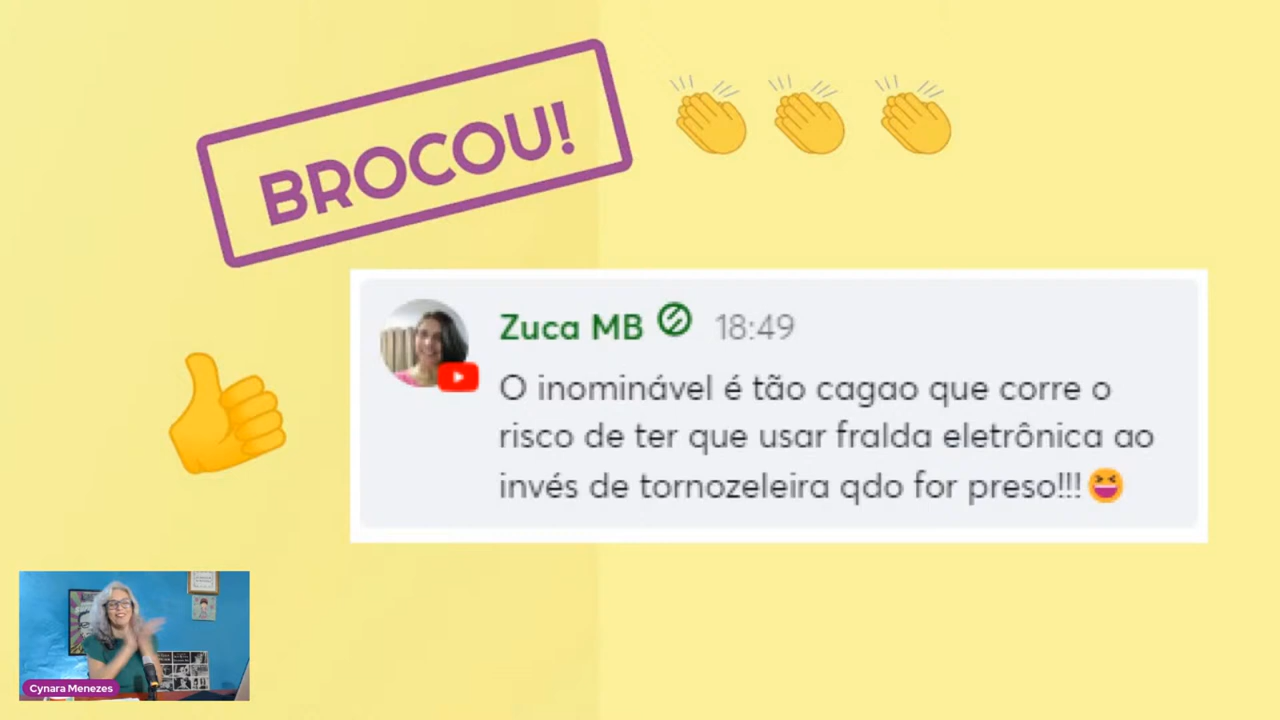 BROCOU!
Zuca MB 18:49
O inominável é tão cagao que corre o
risco de ter que usar fralda eletrônica ao
invés de tornozeleira qdo for preso!!!😆
Cynara Menezes